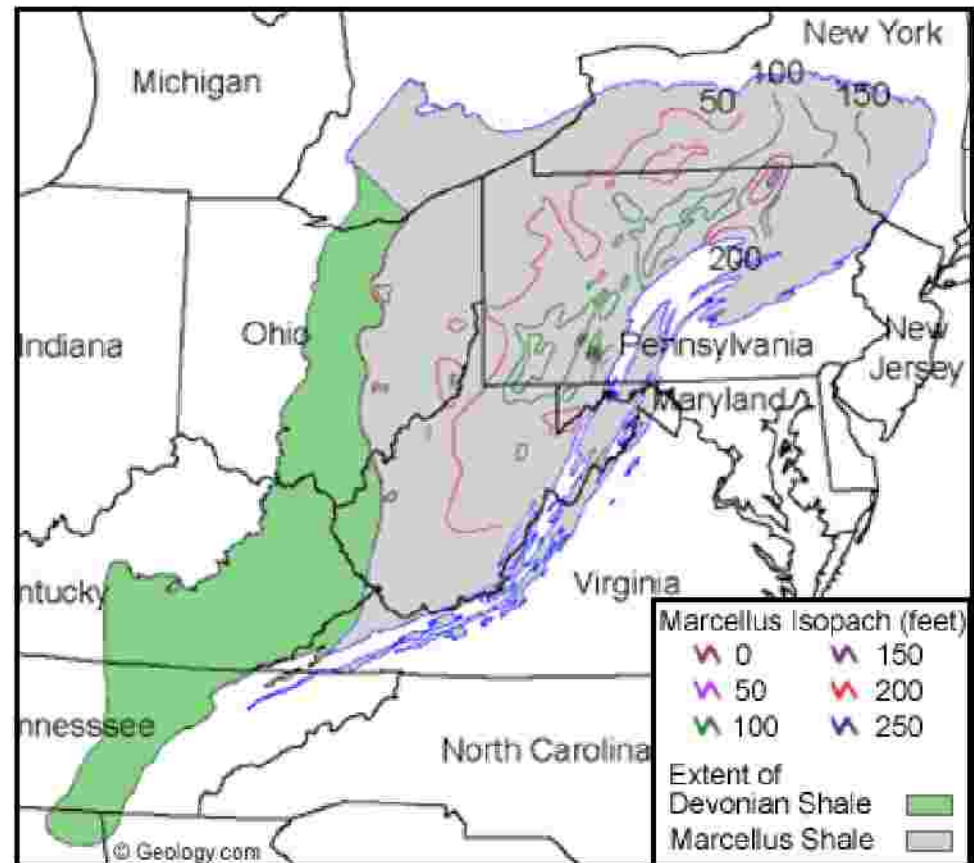 New York
Michigan
100
50
150
200
Ohio
Indiana
Pennsylvania
New
Jersey
Maryland
ntucky
Virginia
nnesssee
North Carolina
Marcellus Isopach (feet)
0 150
50 200
100 250
Extent of
Devonian Shale
Marcellus Shale
© Geology.com